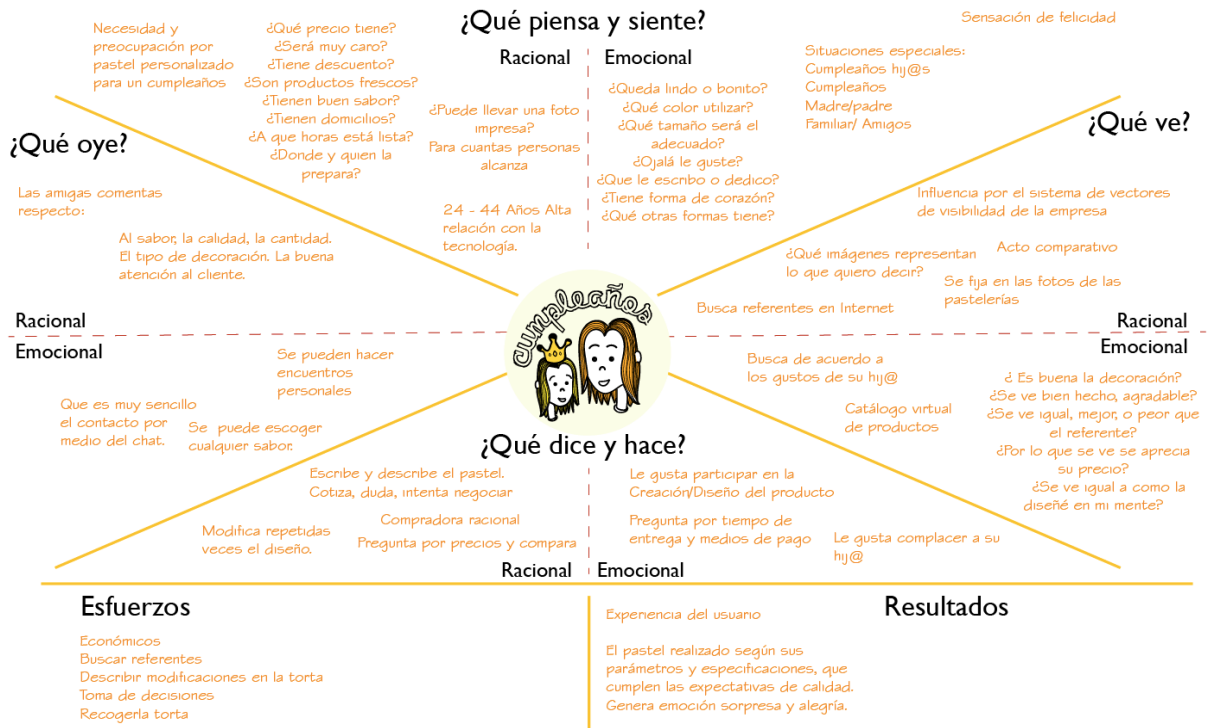 ¿Qué piensa y siente?
Racional
Emocional
Necesidad y
preocupación por
pastel personalizado
para un cumpleaños
¿Qué precio tiene?
¿Será muy caro?
¿Tiene descuento?
¿Son productos frescos?
¿Tienen buen sabor?
¿Tienen domicilios?
¿A que horas está lista?
¿Donde y quien la
prepara?
¿Puede llevar una foto
impresa?
Para cuantas personas
alcanza
24 - 44 Años Alta
relación con la
tecnología.
¿Queda lindo o bonito?
¿Qué color utilizar?
¿Qué tamaño será el
adecuado?
¿Ojalá le guste?
¿Que le escribo o dedico?
¿Tiene forma de corazón?
¿Qué otras formas tiene?
Sensación de felicidad
Situaciones especiales:
Cumpleaños hij@s
Cumpleaños
Madre/padre
Familiar/ Amigos
¿Qué oye?
Las amigas comentas
respecto:
Al sabor, la calidad, la cantidad.
El tipo de decoración. La buena
atención al cliente.
Racional
Emocional
Se pueden hacer
encuentros
personales
Que es muy sencillo
el contacto por
medio del chat.
Se puede escoger
cualquier sabor.
cumpleaños
¿Qué ve?
Influencia por el sistema de vectores
de visibilidad de la empresa
¿Qué imágenes representan
lo que quiero decir?
Acto comparativo
Se fija en las fotos de las
pastelerías
Busca referentes en Internet
Racional
Emocional
Busca de acuerdo a
los gustos de su hij@
Catálogo virtual
de productos
¿ Es buena la decoración?
¿Se ve bien hecho, agradable?
¿Se ve igual, mejor, o peor que
el referente?
¿Por lo que se ve se aprecia
su precio?
¿Se ve igual a como la
diseñé en mi mente?
¿Qué dice y hace?
Escribe y describe el pastel.
Cotiza, duda, intenta negociar
Compradora racional
Modifica repetidas
veces el diseño.
Pregunta por precios y compara
Racional
Emocional
Le gusta participar en la
Creación/Diseño del producto
Pregunta por tiempo de
entrega y medios de pago
Le gusta complacer a su
hij@
Esfuerzos
Económicos
Buscar referentes
Describir modificaciones en la torta
Toma de decisiones
Recogerla torta
Resultados
Experiencia del usuario
El pastel realizado según sus
parámetros y especificaciones, que
cumplen las expectativas de calidad.
Genera emoción sorpresa y alegría.